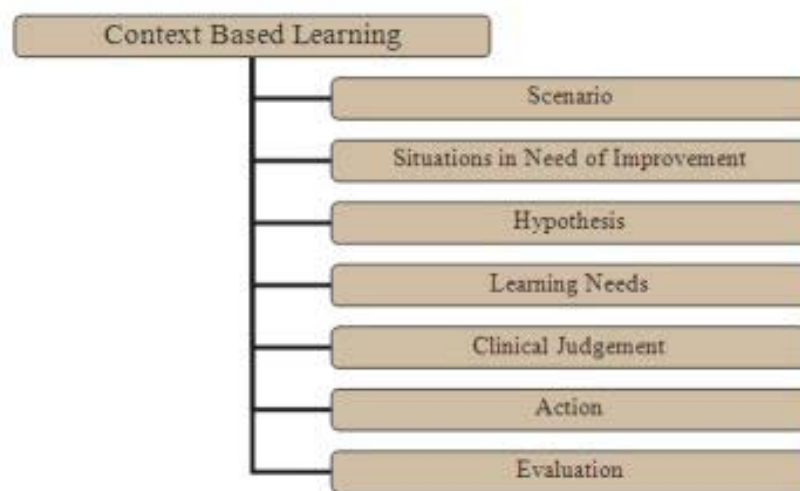 Context Based Learning
Scenario
Situations in Need of Improvement
Hypothesis
Learning Needs
Clinical Judgement
Action
Evaluation